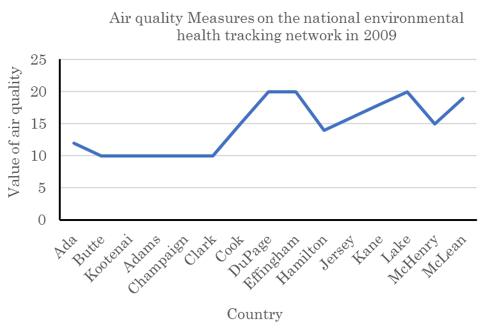 Air quality Measures on the national environmental
health tracking network in 2009
Value of air quality
25
20
15
10
5
0
Ada
Butte
Kootenai
Adams
Champaign
Clark
Cook
DuPage
Effingham
Hamilton
Jersey
Kane
Lake
McHenry
McLean
Country